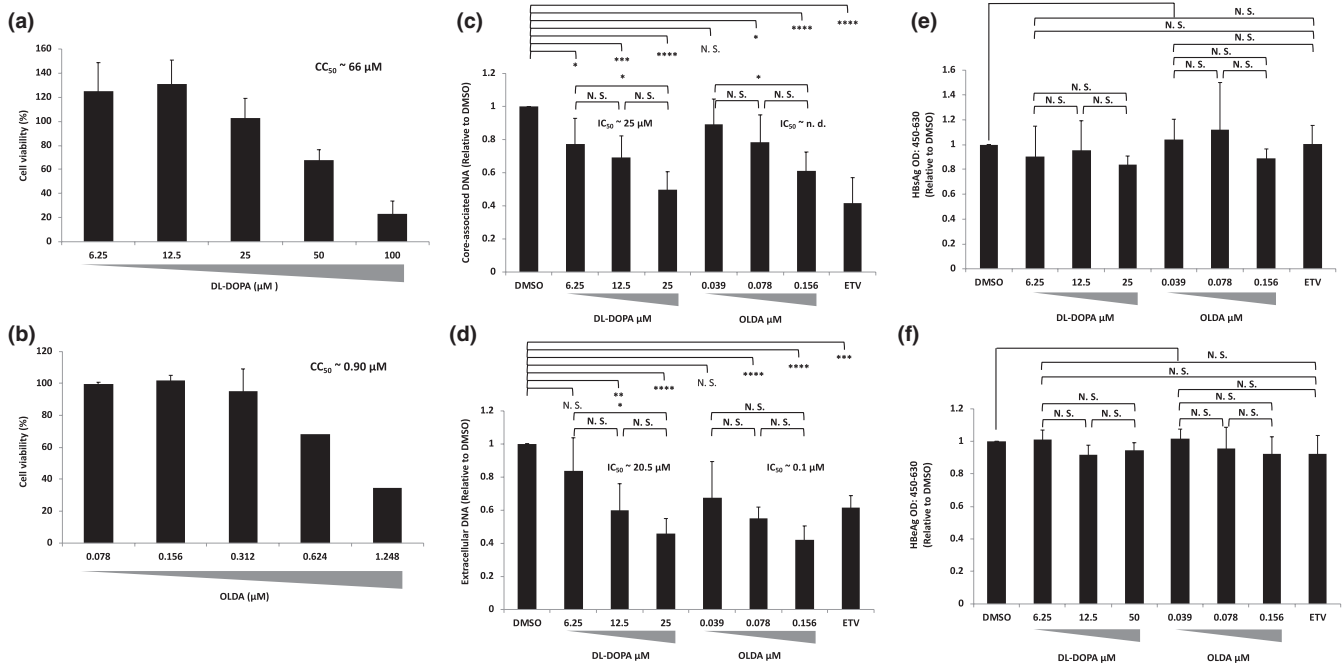 (a)
160
140
120
100
80
60
40
20
0
Cell viability (%)
CC50 ~ 66 µM
6.25 12.5 25 50 100
DL-DOPA (µM )
(b)
120
100
80
60
40
20
0
Cell viability (%)
CC50 ~ 0.90 µM
0.078 0.156 0.312 0.624 1.248
OLDA (µM)
(c)
****
****
*
N. S.
****
***
*
1.2
1
0.8
0.6
0.4
0.2
0
Core-associated DNA (Relative to DMSO)
* *
N. S. N. S. N. S. N. S.
IC50 ~ 25 µM IC50 ~ n. d.
DMSO 6.25 12.5 25 0.039 0.078 0.156 ETV
DL-DOPA µM OLDA µM
(d)
***
****
****
N. S.
****
**
N. S.
1.2
1
0.8
0.6
0.4
0.2
0
Extracellular DNA (Relative to DMSO)
* N. S.
N. S. N. S. N. S. N. S.
IC50 ~ 20.5 µM IC50 ~ 0.1 µM
DMSO 6.25 12.5 25 0.039 0.078 0.156 ETV
DL-DOPA µM OLDA µM
(e)
N. S.
N. S.
N. S.
N. S.
N. S. N. S.
N. S.
N. S. N. S.
1.6
1.4
1.2
1
0.8
0.6
0.4
0.2
0
HBsAg OD: 450-630
(Relative to DMSO)
DMSO 6.25 12.5 25 0.039 0.078 0.156 ETV
DL-DOPA µM OLDA µM
(f)
N. S.
N. S.
N. S.
N. S. N. S.
N. S. N. S. N. S. N. S.
1.2
1
0.8
0.6
0.4
0.2
0
HBeAg OD: 450-630
(Relative to DMSO)
DMSO 6.25 12.5 50 0.039 0.078 0.156 ETV
DL-DOPA µM OLDA µM